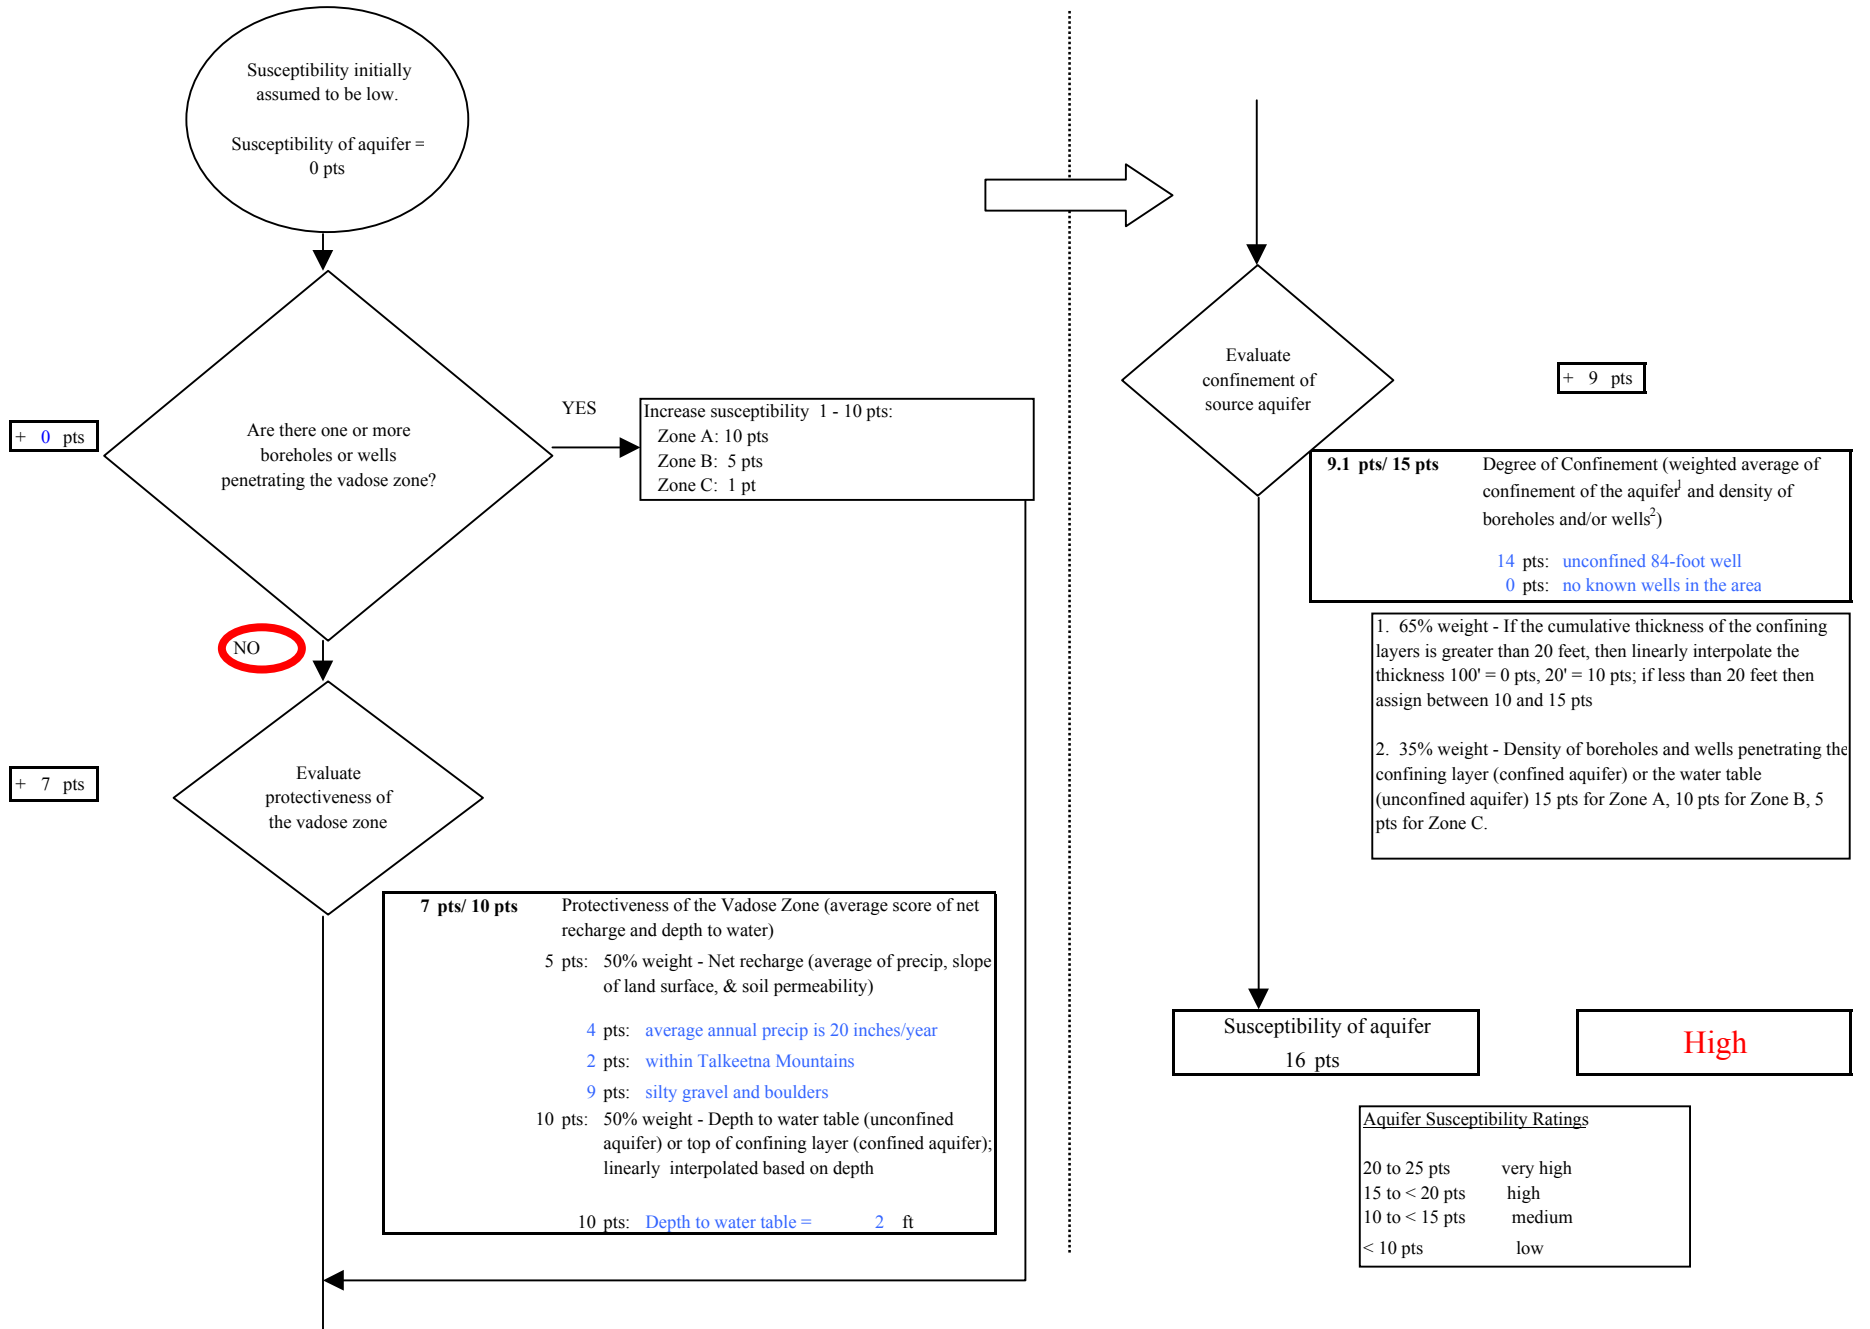 Susceptibility initially
assumed to be low.
Susceptibility of aquifer =
0 pts
+ 0 pts
Are there one or more
boreholes or wells
penetrating the vadose zone?
YES
Increase susceptibility 1 - 10 pts:
Zone A: 10 pts
Zone B: 5 pts
Zone C: 1 pt
NO
+ 7 pts
Evaluate
protectiveness of
the vadose zone
7 pts/ 10 pts Protectiveness of the Vadose Zone (average score of net
recharge and depth to water)
5 pts: 50% weight - Net recharge (average of precip, slope
of land surface, & soil permeability)
4 pts: average annual precip is 20 inches/year
2 pts: within Talkeetna Mountains
9 pts: silty gravel and boulders
10 pts: 50% weight - Depth to water table (unconfined
aquifer) or top of confining layer (confined aquifer);
linearly interpolated based on depth
10 pts: Depth to water table = 2 ft
Evaluate
confinement of
source aquifer
+ 9 pts
9.1 pts/ 15 pts Degree of Confinement (weighted average of
confinement of the aquifer1 and density of
boreholes and/or wells2)
14 pts: unconfined 84-foot well
0 pts: no known wells in the area
1. 65% weight - If the cumulative thickness of the confining
layers is greater than 20 feet, then linearly interpolate the
thickness 100' = 0 pts, 20' = 10 pts; if less than 20 feet then
assign between 10 and 15 pts
2. 35% weight - Density of boreholes and wells penetrating the
confining layer (confined aquifer) or the water table
(unconfined aquifer) 15 pts for Zone A, 10 pts for Zone B, 5
pts for Zone C.
Susceptibility of aquifer
16 pts
High
Aquifer Susceptibility Ratings
20 to 25 pts very high
15 to < 20 pts high
10 to < 15 pts medium
< 10 pts low